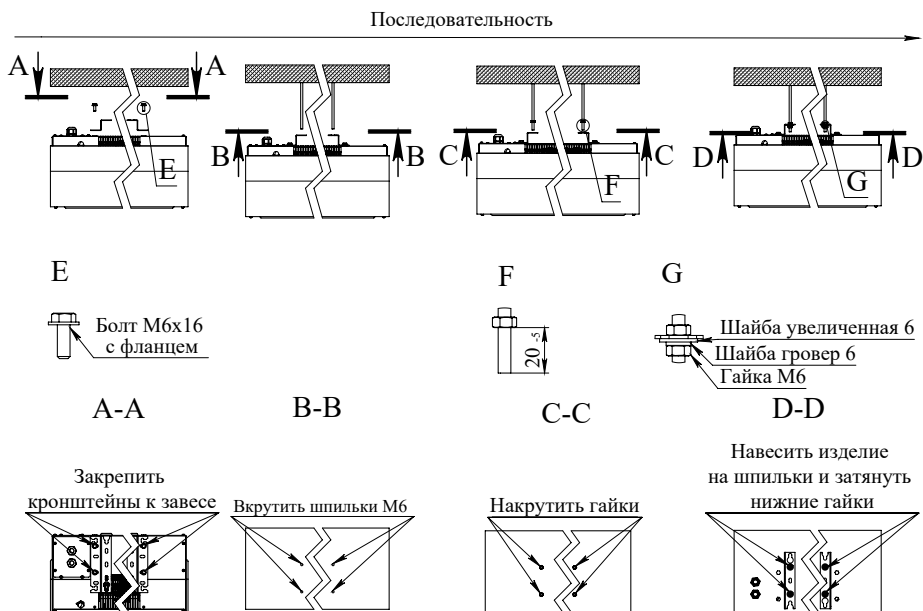 Последовательность
A A
B B
C C
D D
E
F
G
E
F
G
Болт М6х16
с фланцем
20 -5
Шайба увеличенная 6
Шайба гровер 6
Гайка М6
A-A
B-B
C-C
D-D
Закрепить
кронштейны к завесе
Вкрутить шпильки М6
Накрутить гайки
Навесить изделие
на шпильки и затянуть
нижние гайки